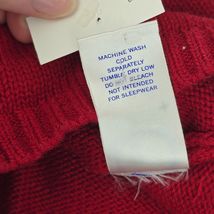 MACHINE WASH
COLD
SEPARATELY
TUMBLE DRY LOW
DO NOT BLEACH
NOT INTENDED
FOR SLEEPWEAR